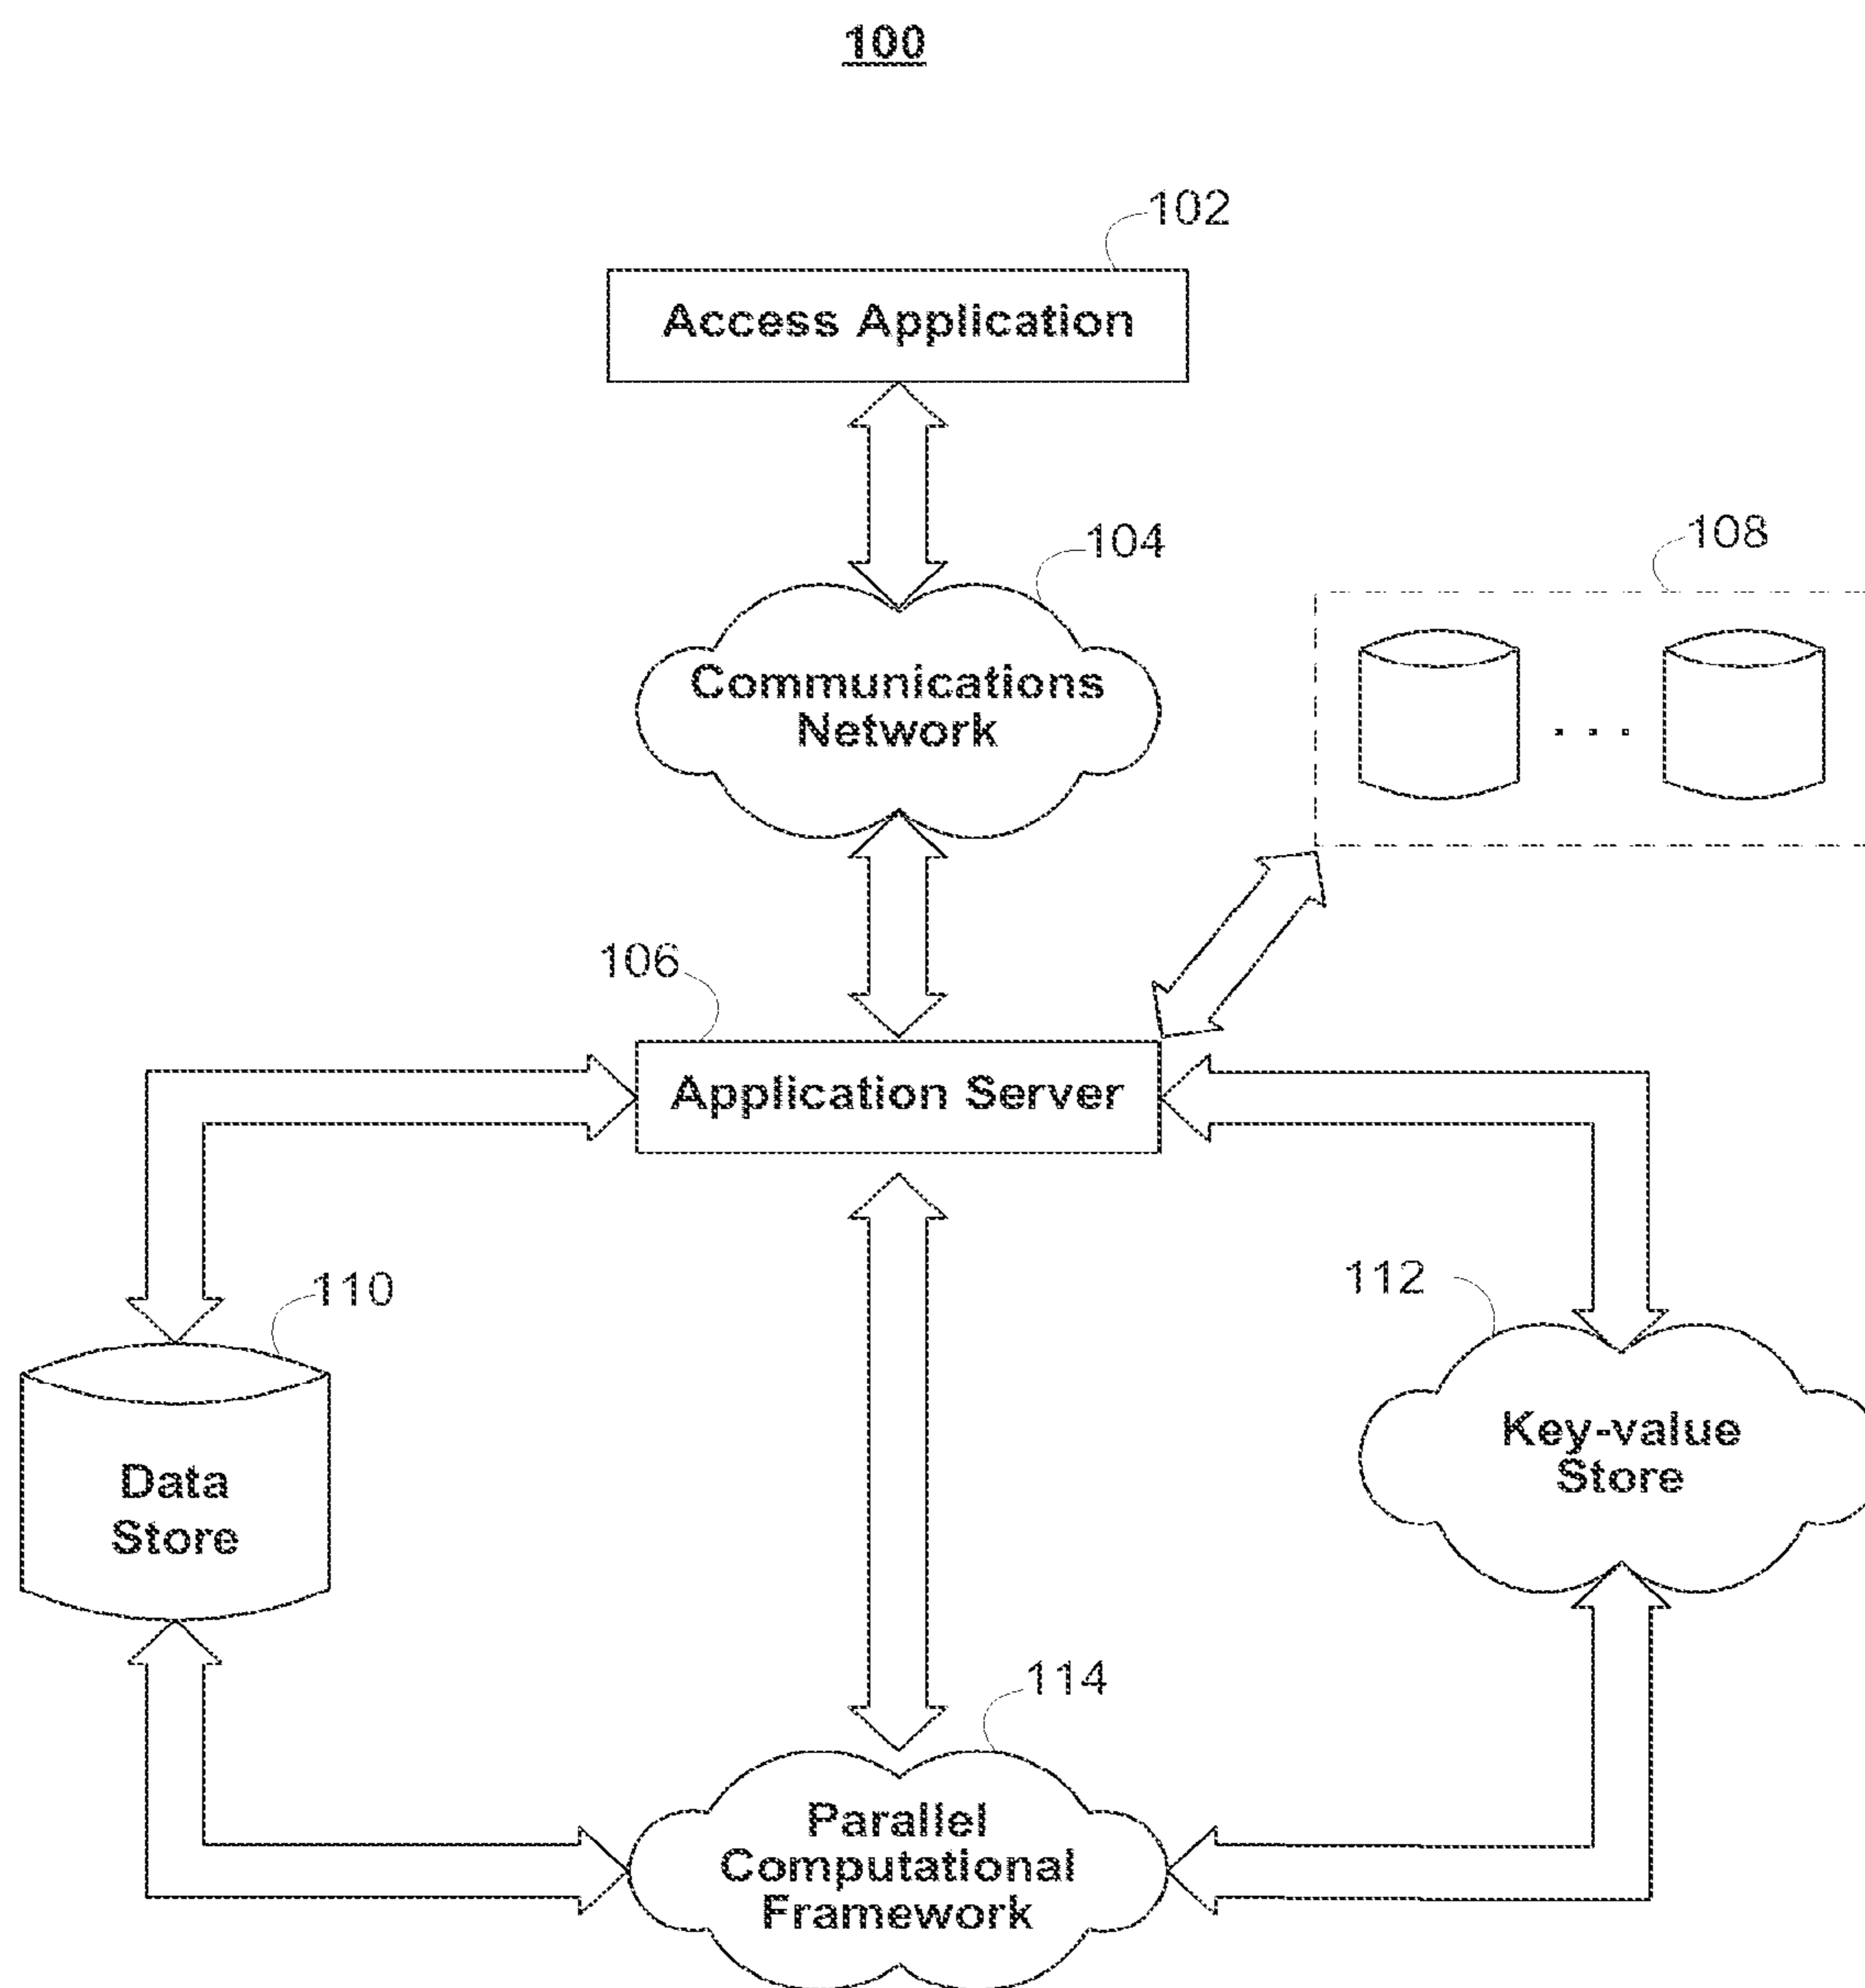 100
102
Access Application
104
108
Communications
Network
. . .
106
Application Server
110
112
Data
Store
Key-value
Store
114
Parallel
Computational
Framework